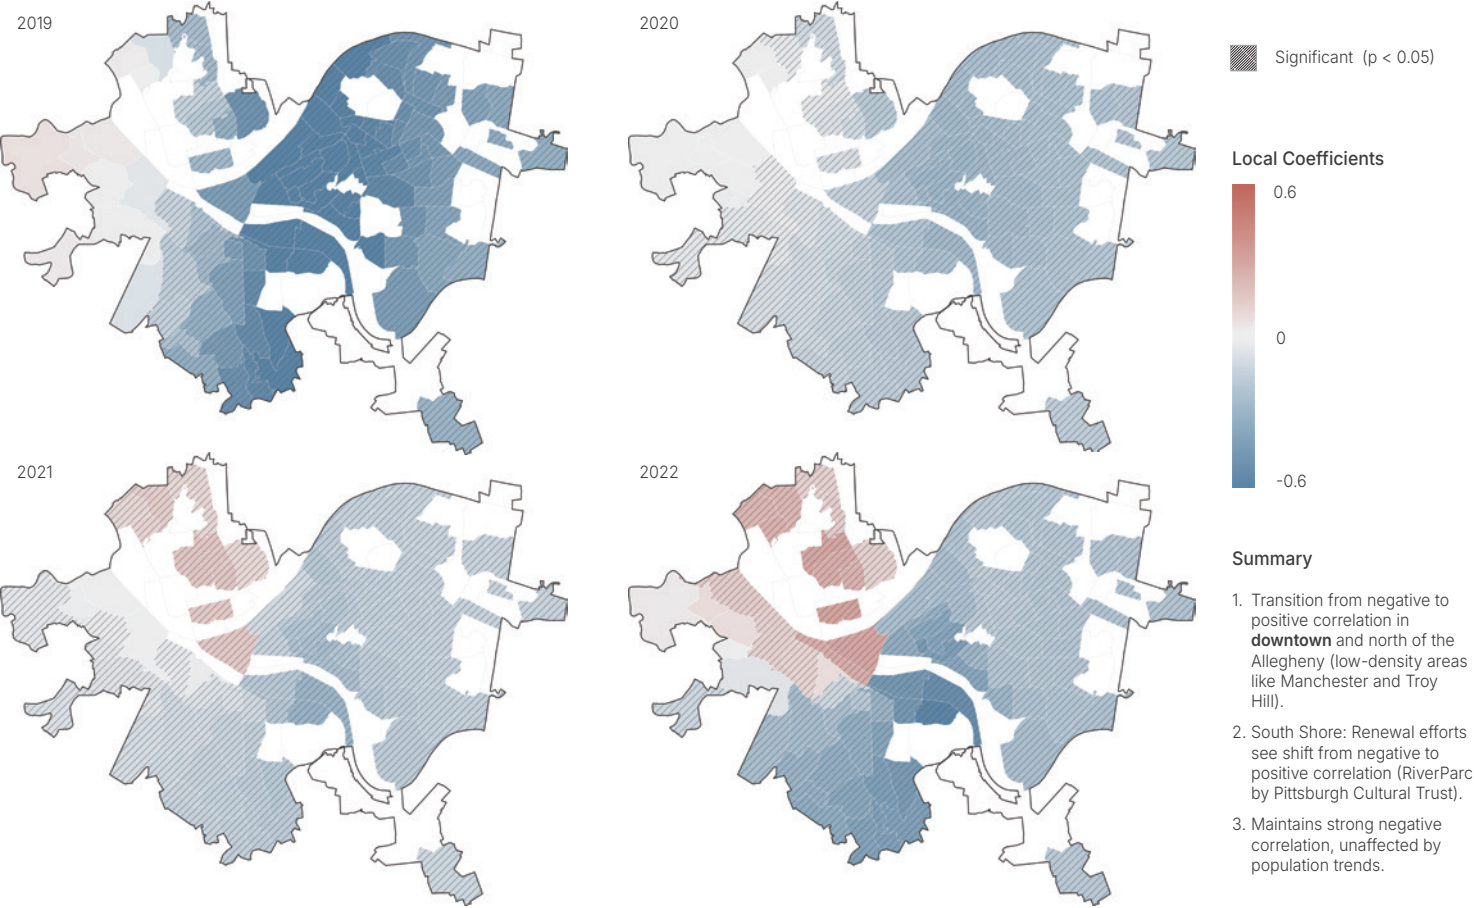 2019
2020
Significant (p < 0.05)
Local Coefficients
0.6
0
-0.6
2021
2022
Summary
1. Transition from negative to
positive correlation in
downtown and north of the
Allegheny (low-density areas
like Manchester and Troy
Hill).
2. South Shore: Renewal efforts
see shift from negative to
positive correlation (RiverParc
by Pittsburgh Cultural Trust).
3. Maintains strong negative
correlation, unaffected by
population trends.